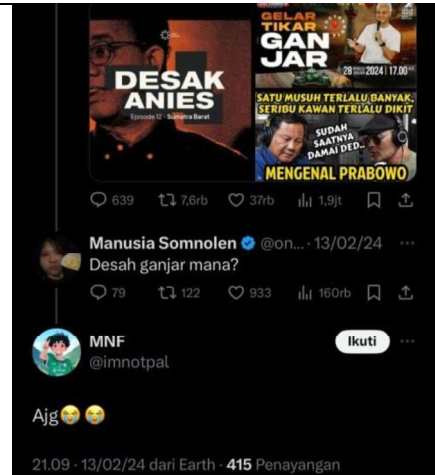 GELAR
TIKAR
GAN
JAR
28 2024 | 17.00
DESAK
ANIES
Episode 12 - Sumatra Barat
SATU MUSUH TERLALU BANYAK,
SERIBU KAWAN TERLALU DIKIT
SUDAH
SAATNYA
DAMAI DED..
MENGENAL PRABOWO
639 7,6rb 37rb 1,9jt
Manusia Somnolen @on... · 13/02/24
Desah ganjar mana?
79 122 933 160rb
MNF
@imnotpal
Ikuti
Ajg😭😭
21.09 · 13/02/24 dari Earth · 415 Penayangan